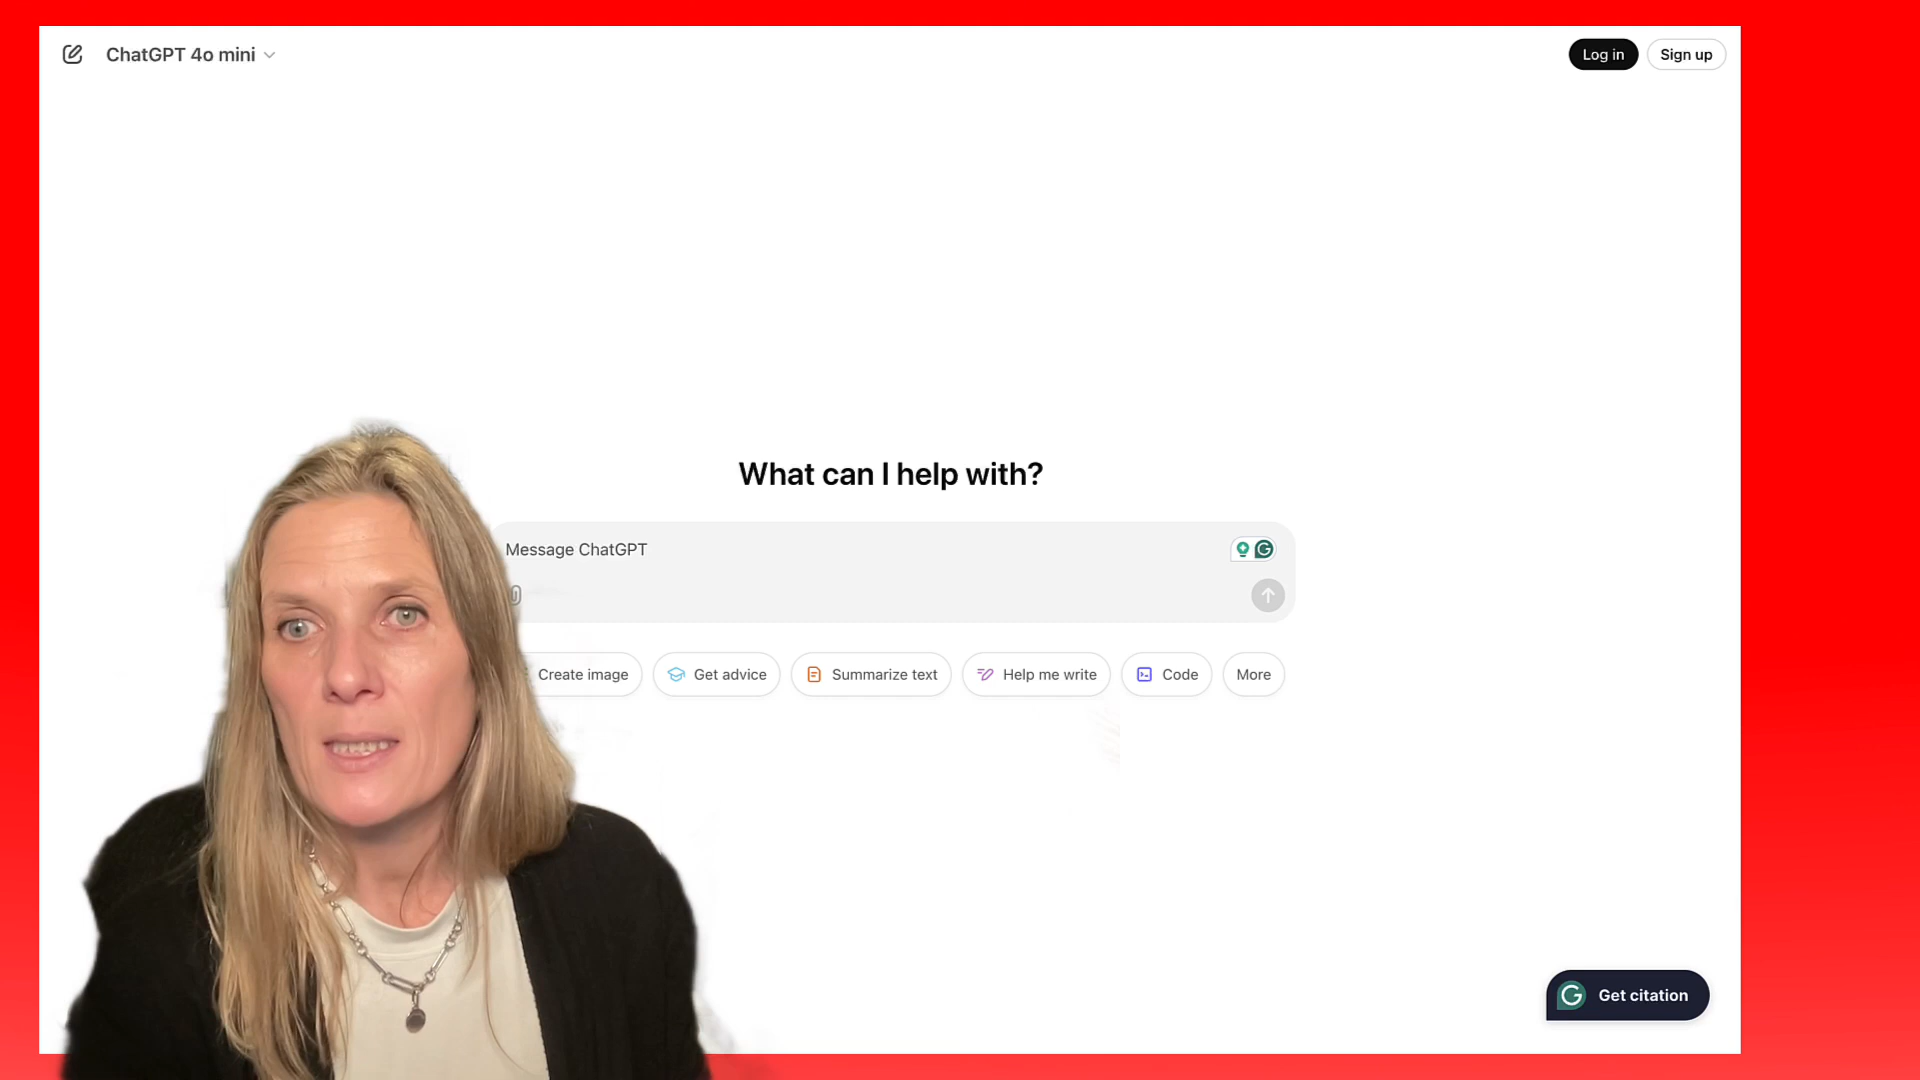 ChatGPT 4o mini
Log in
Sign up
What can I help with?
Message ChatGPT
Create image
Get advice
Summarize text
Help me write
Code
More
Get citation